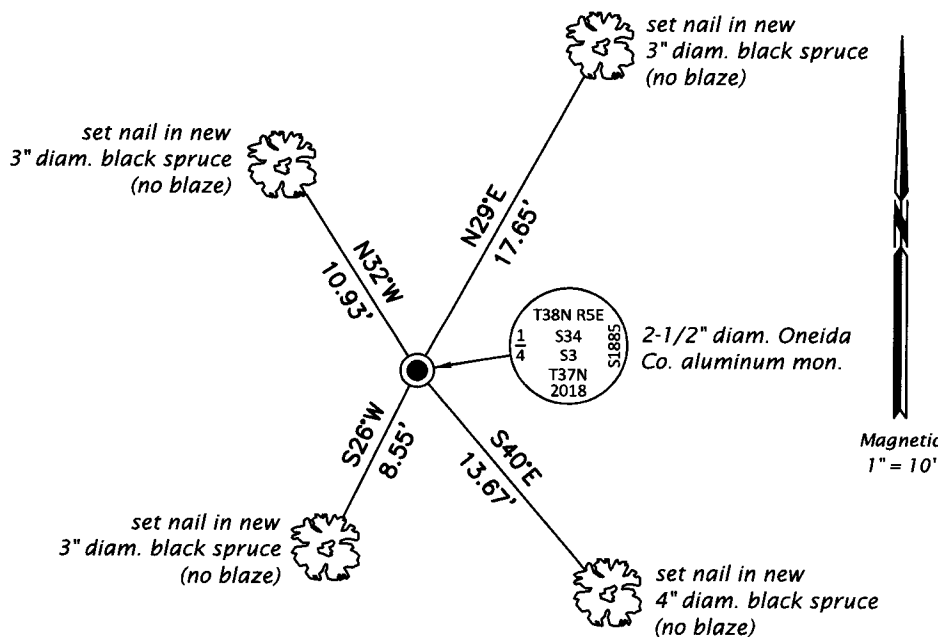 set nail in new
3" diam. black spruce
(no blaze)
set nail in new
3" diam. black spruce
(no blaze)
N29°E
17.65'
N32°W
10.93'
T38N R5E
1
4
S34
S3
T37N
2018
S1885
2-1/2" diam. Oneida
Co. aluminum mon.
N
Magnetic
1" = 10'
S26°W
8.55'
S40°E
13.67'
set nail in new
3" diam. black spruce
(no blaze)
set nail in new
4" diam. black spruce
(no blaze)